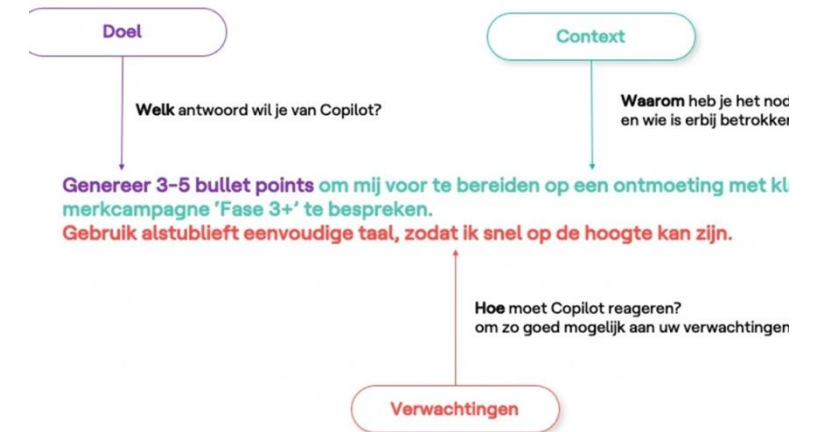 Doel
Context
Welk antwoord wil je van Copilot?
Waarom heb je het
en wie is erbij
Genereer 3-5 bullet points om mij voor te bereiden op een ontmoeting met
merkcampagne ‘Fase 3+’ te bespreken.
Gebruik alstublieft eenvoudige taal, zodat ik snel op de hoogte kan zijn.
Hoe moet Copilot reageren?
om zo goed mogelijk aan uw verwachtingen
Verwachtingen